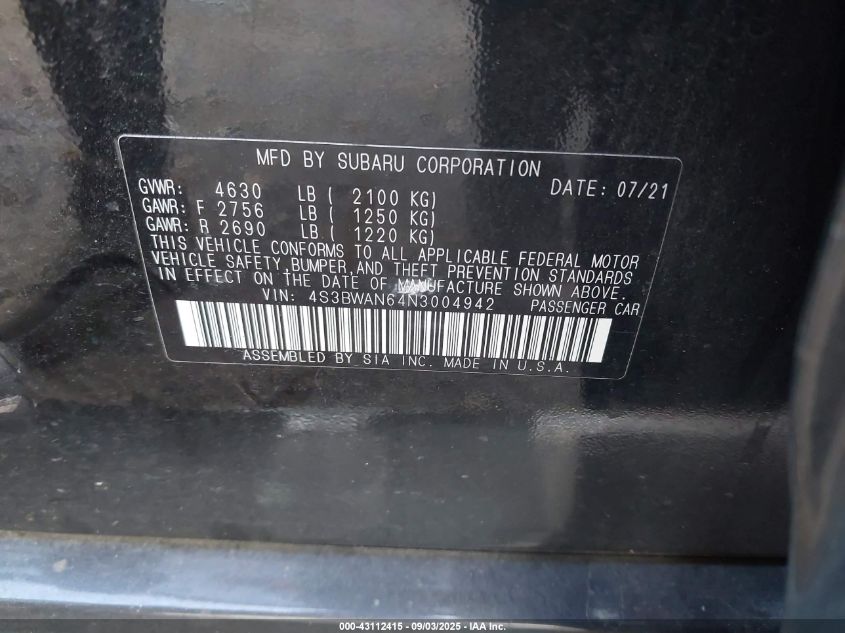 MFD BY SUBARU CORPORATION
GVWR: 4630 LB ( 2100 KG) DATE: 07/21
GAWR: F 2756 LB ( 1250 KG)
GAWR: R 2690 LB ( 1220 KG)
THIS VEHICLE CONFORMS TO ALL APPLICABLE FEDERAL MOTOR
VEHICLE SAFETY,BUMPER,AND THEFT PREVENTION STANDARDS
IN EFFECT ON THE DATE OF MANUFACTURE SHOWN ABOVE.
VIN: 4S3BWAN64N3004942 PASSENGER CAR
ASSEMBLED BY SIA INC. MADE IN U.S.A.
000-43112415 - 09/03/2025 - IAA Inc.